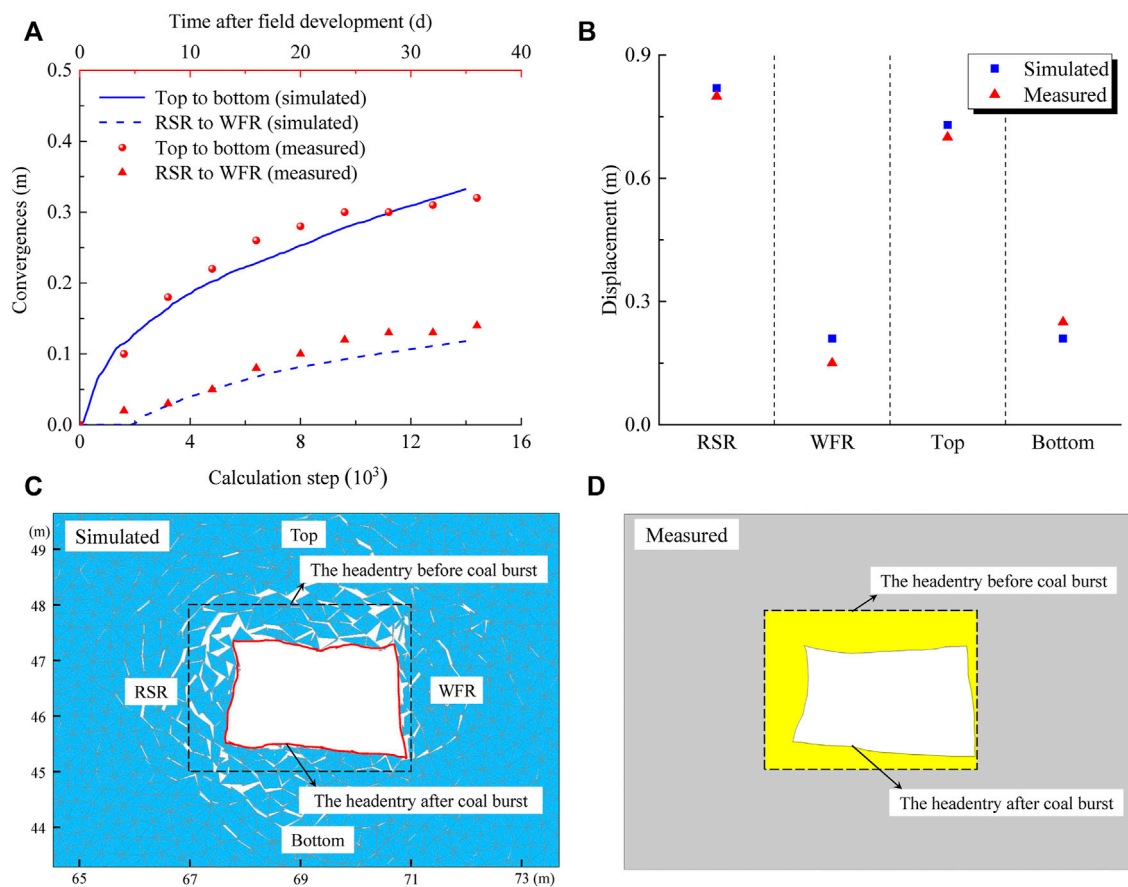 A
Time after field development (d)
0 10 20 30 40
0.5
0.4
0.3
0.2
0.1
0.0
Convergences (m)
Top to bottom (simulated)
RSR to WFR (simulated)
Top to bottom (measured)
RSR to WFR (measured)
0 4 8 12 16
Calculation step (10³)
B
0.9
0.6
0.3
0.0
Displacement (m)
Simulated
Measured
RSR WFR Top Bottom
C
(m)
49
48
47
46
45
44
Simulated
Top
The headentry before coal burst
RSR
WFR
The headentry after coal burst
Bottom
65 67 69 71 73 (m)
D
Measured
The headentry before coal burst
The headentry after coal burst